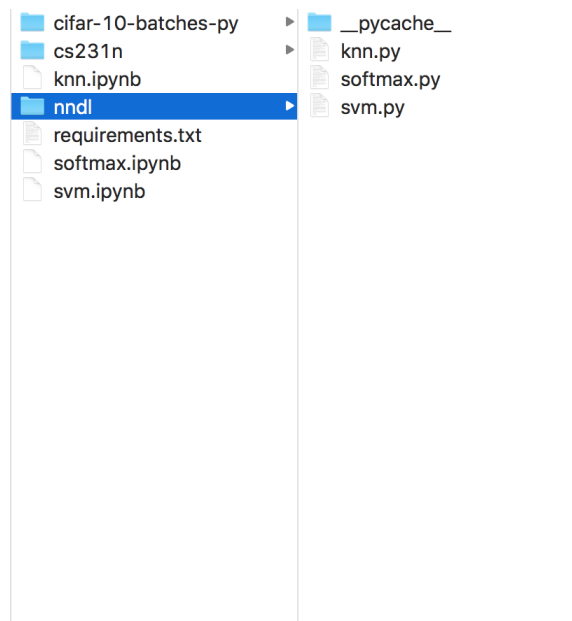 cifar-10-batches-py
cs231n
knn.ipynb
nndl
requirements.txt
softmax.ipynb
svm.ipynb
__pycache__
knn.py
softmax.py
svm.py